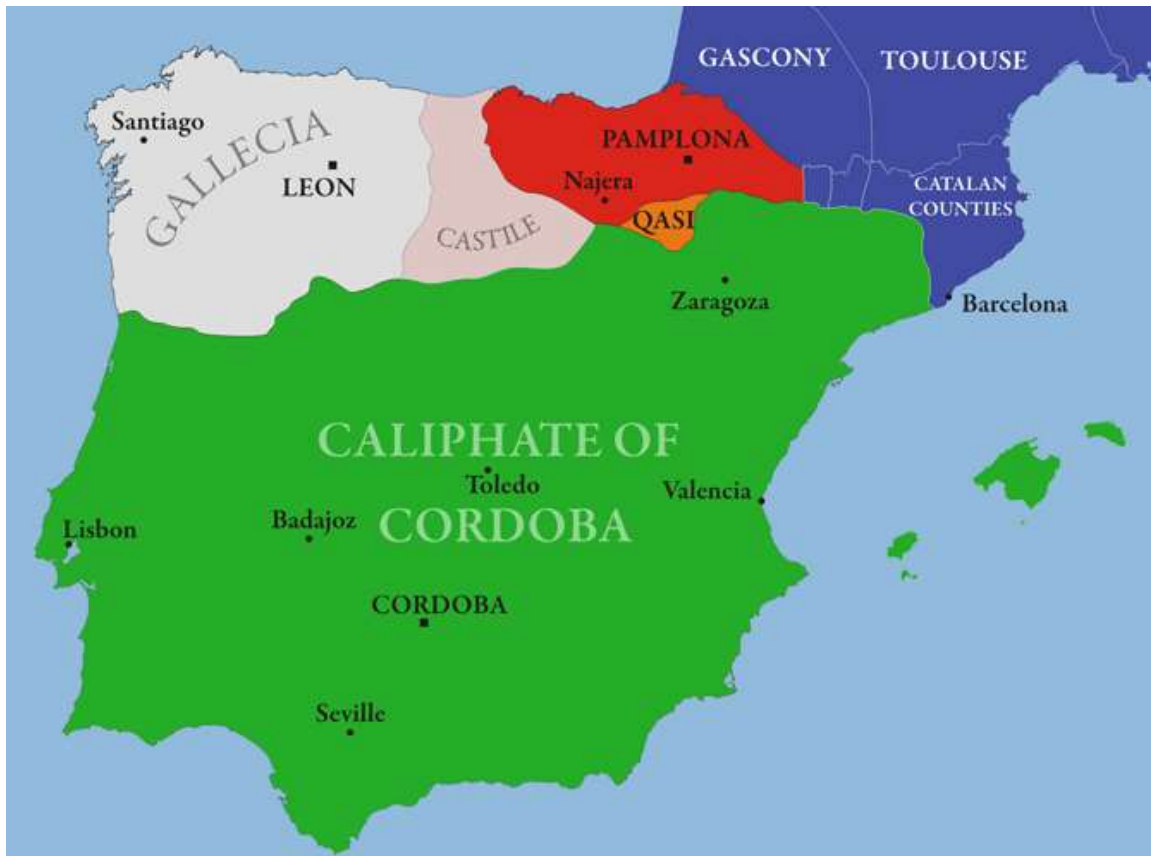 GASCONY
TOULOUSE
Santiago
GALLECIA
LEON
PAMPLONA
Najera
CATALAN
COUNTIES
CASTILE
QASI
Zaragoza
Barcelona
CALIPHATE OF
Toledo
Valencia
CORDOBA
Badajoz
Lisbon
CORDOBA
Seville